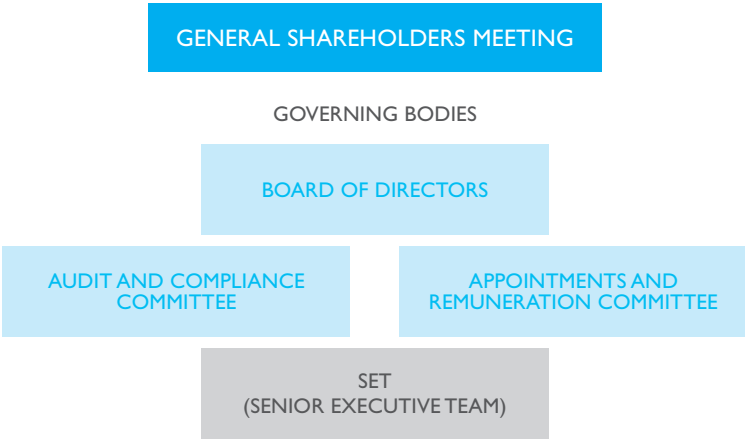 GENERAL SHAREHOLDERS MEETING
GOVERNING BODIES
BOARD OF DIRECTORS
AUDIT AND COMPLIANCE
COMMITTEE
APPOINTMENTS AND
REMUNERATION COMMITTEE
SET
(SENIOR EXECUTIVE TEAM)